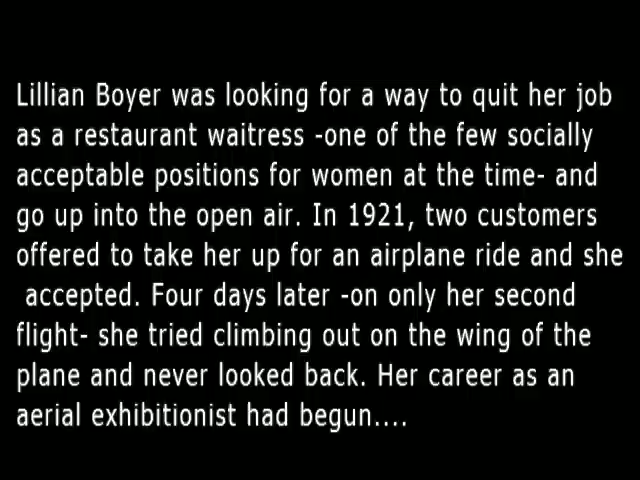 Lillian Boyer was looking for a way to quit her job
as a restaurant waitress -one of the few socially
acceptable positions for women at the time- and
go up into the open air. In 1921, two customers
offered to take her up for an airplane ride and she
accepted. Four days later -on only her second
flight- she tried climbing out on the wing of the
plane and never looked back. Her career as an
aerial exhibitionist had begun....